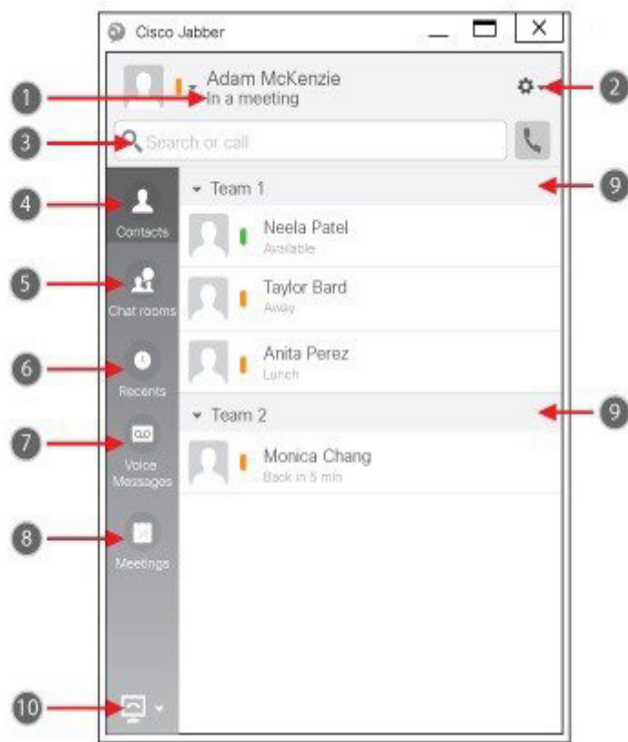 Cisco Jabber
1
Adam McKenzie
In a meeting
2
3
Search or call
4
Contacts
Team 1
9
Neela Patel
Available
5
Chat rooms
Taylor Bard
Away
6
Recents
Anita Perez
Lunch
Team 2
9
7
Voice
Messages
Monica Chang
Back in 5 min
8
Meetings
10